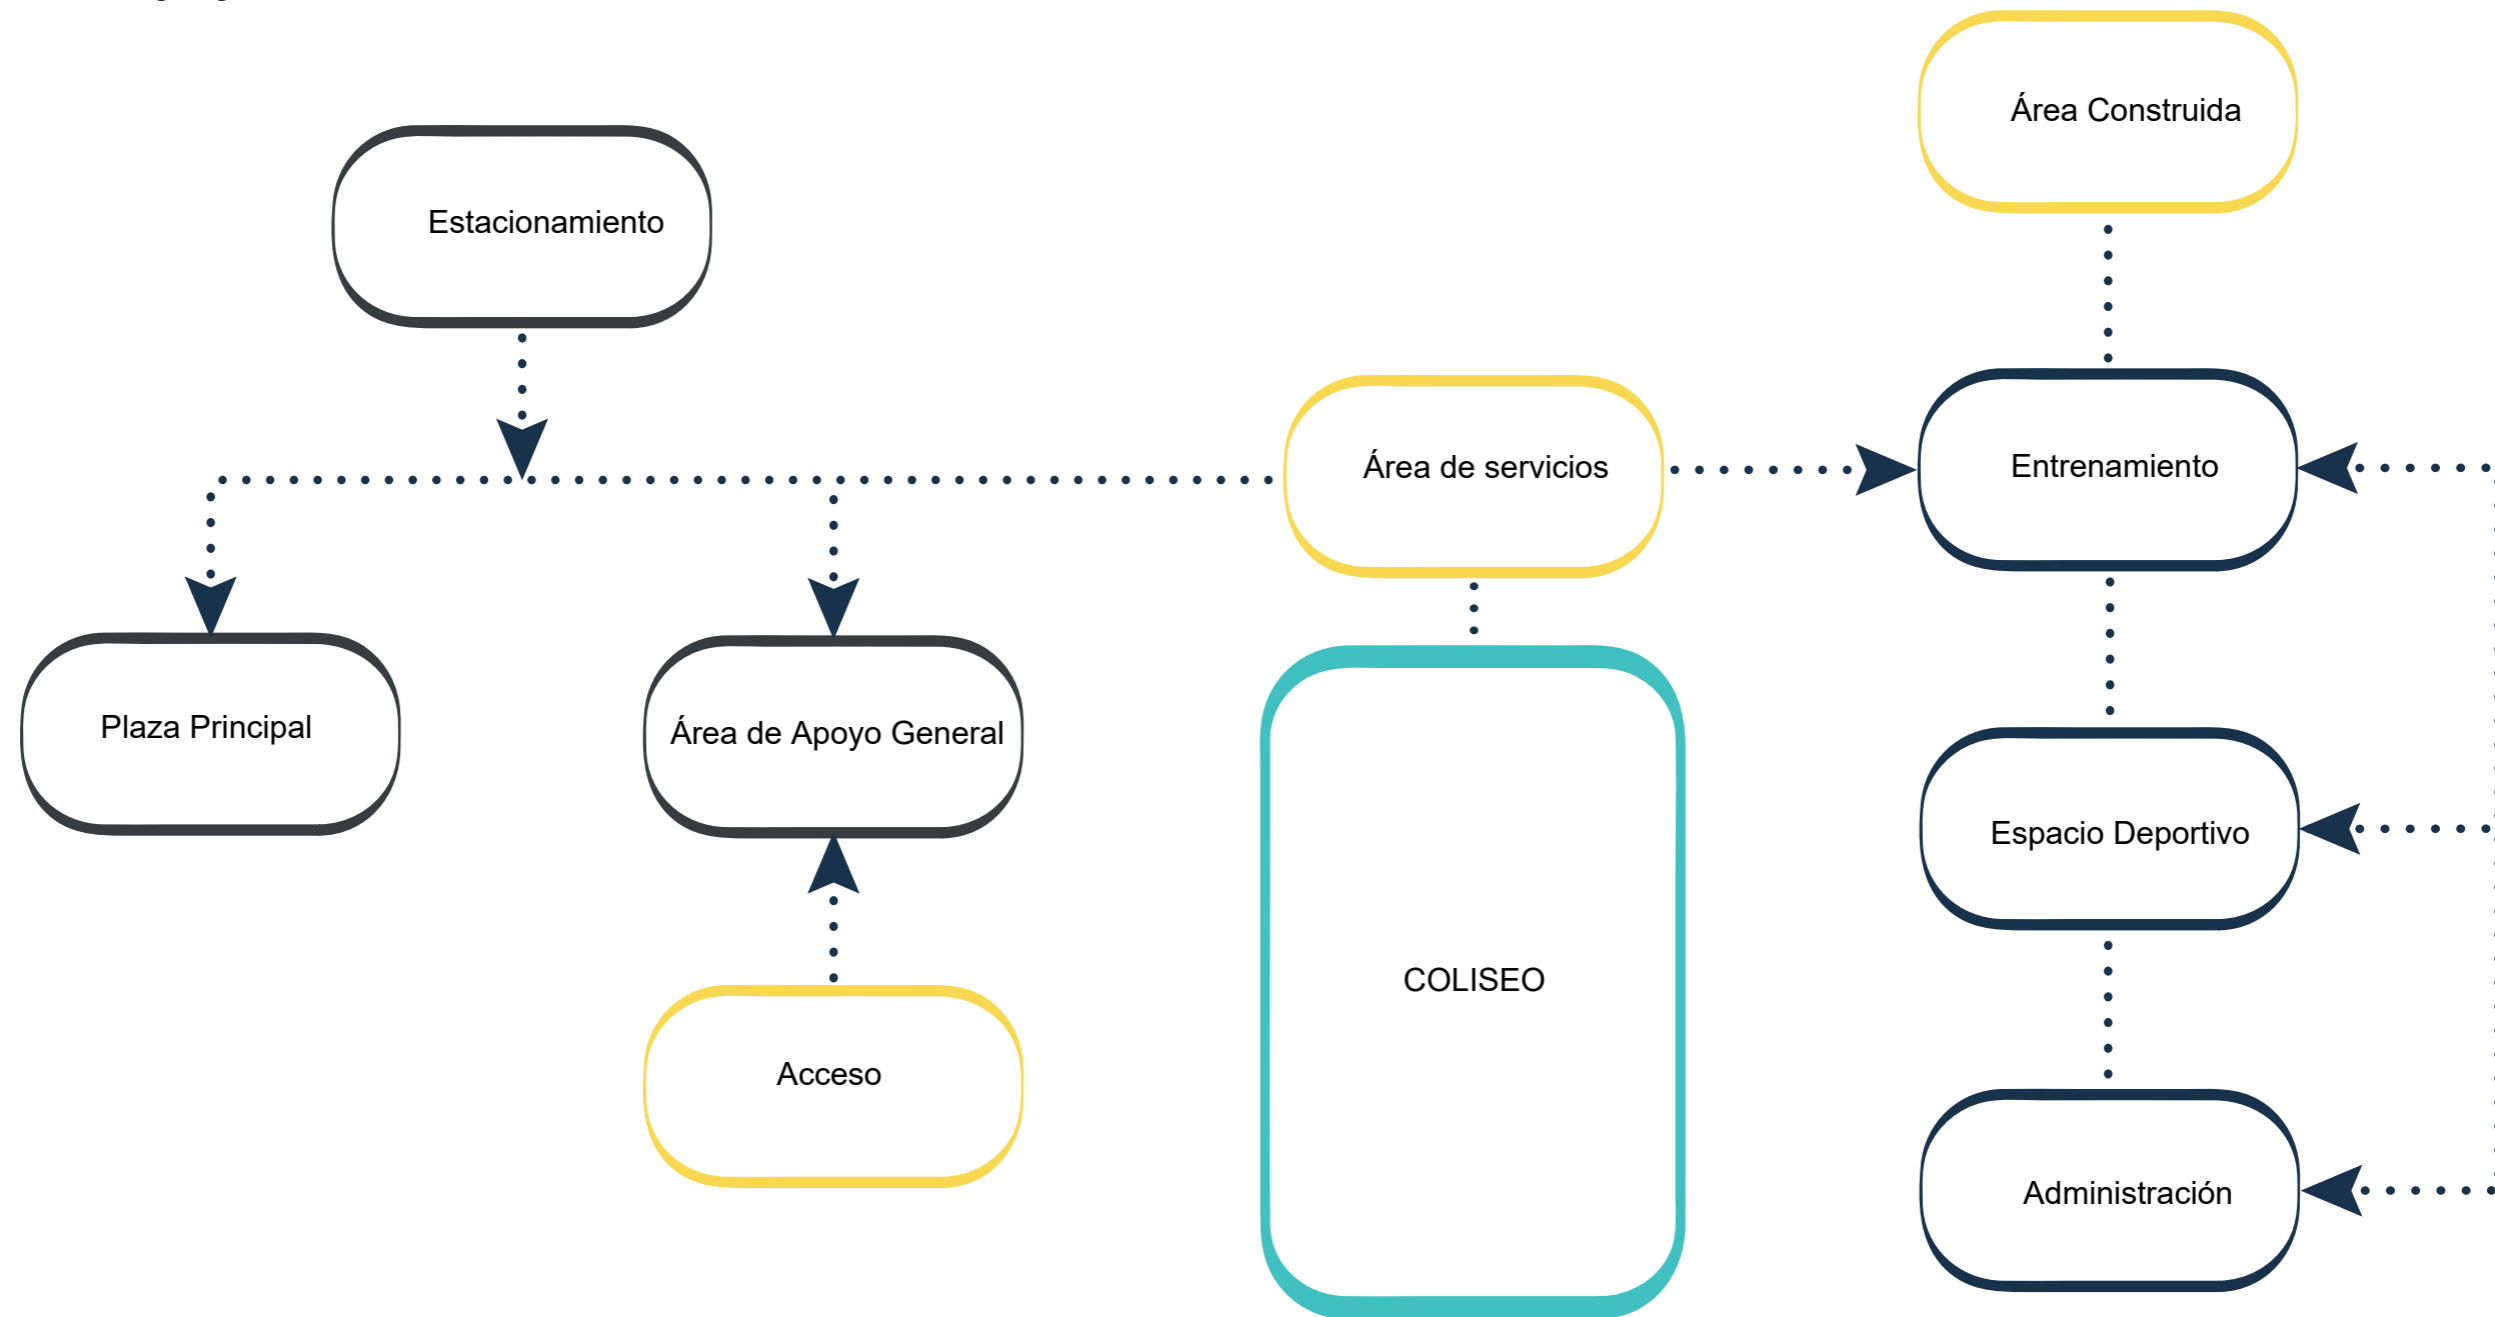 Área Construida
Estacionamiento
Área de servicios
Entrenamiento
Plaza Principal
Área de Apoyo General
Espacio Deportivo
COLISEO
Acceso
Administración